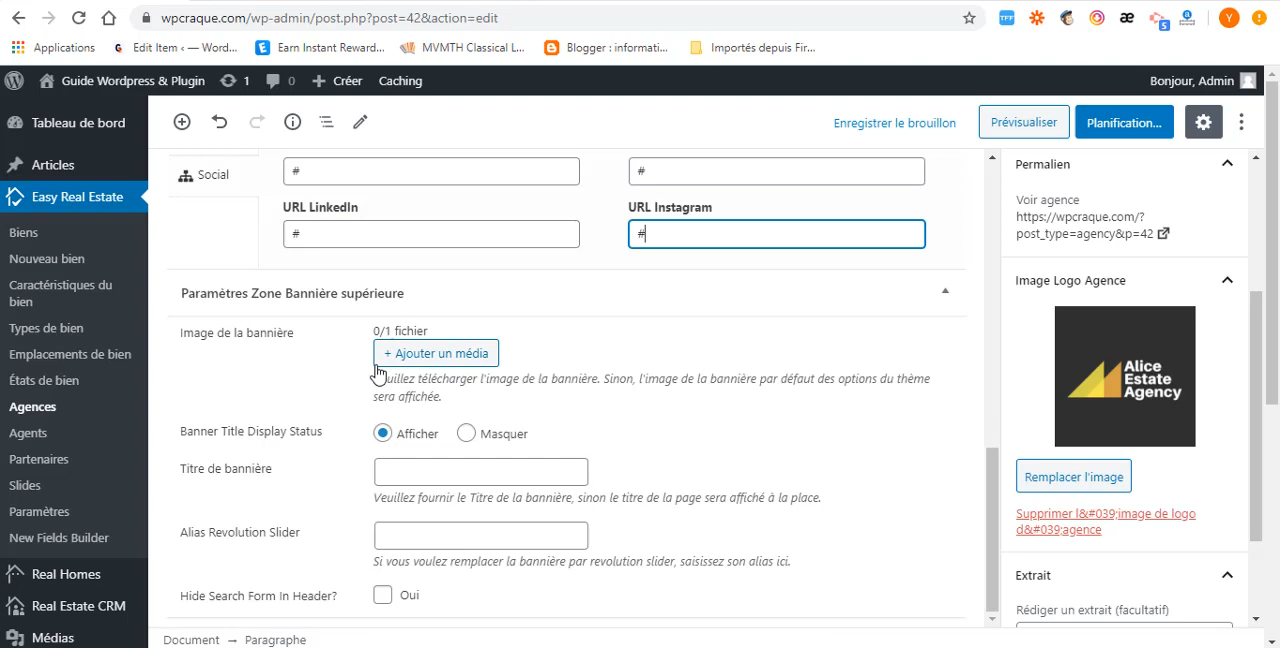 wpcraque.com/wp-admin/post.php?post=42&action=edit
Applications
Edit Item ‹ — Word...
Earn Instant Reward...
MVMTH Classical L...
Blogger : informati...
Importés depuis Fir...
Guide Wordpress & Plugin
1
0
Créer
Caching
Bonjour, Admin
Tableau de bord
Articles
Easy Real Estate
Biens
Nouveau bien
Caractéristiques du
bien
Types de bien
Emplacements de bien
États de bien
Agences
Agents
Partenaires
Slides
Paramètres
New Fields Builder
Real Homes
Real Estate CRM
Médias
Enregistrer le brouillon
Prévisualiser
Planification...
Social
#
#
URL LinkedIn
URL Instagram
#
#
Paramètres Zone Bannière supérieure
Image de la bannière
0/1 fichier
+ Ajouter un média
uillez télécharger l'image de la bannière. Sinon, l'image de la bannière par défaut des options du thème
sera affichée.
Banner Title Display Status
Afficher
Masquer
Titre de bannière
Veuillez fournir le Titre de la bannière, sinon le titre de la page sera affiché à la place.
Alias Revolution Slider
Si vous voulez remplacer la bannière par revolution slider, saisissez son alias ici.
Hide Search Form In Header?
Oui
Document → Paragraphe
Permalien
Voir agence
https://wpcraque.com/?
post_type=agency&p=42
Image Logo Agence
Alice
Estate
Agency
Remplacer l'image
Supprimer l&#039;image de logo
d&#039;agence
Extrait
Rédiger un extrait (facultatif)
TFF
æ
5
Y